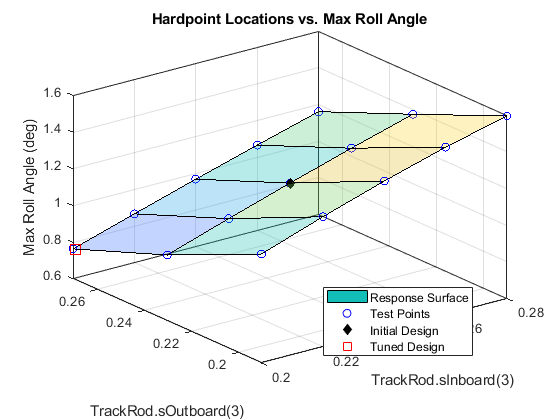 Hardpoint Locations vs. Max Roll Angle
Max Roll Angle (deg)
1.6
1.4
1.2
1
0.8
0.6
0.26
0.24
0.22
0.2
0.2
0.22
26
0.28
Response Surface
Test Points
Initial Design
Tuned Design
TrackRod.sInboard(3)
TrackRod.sOutboard(3)